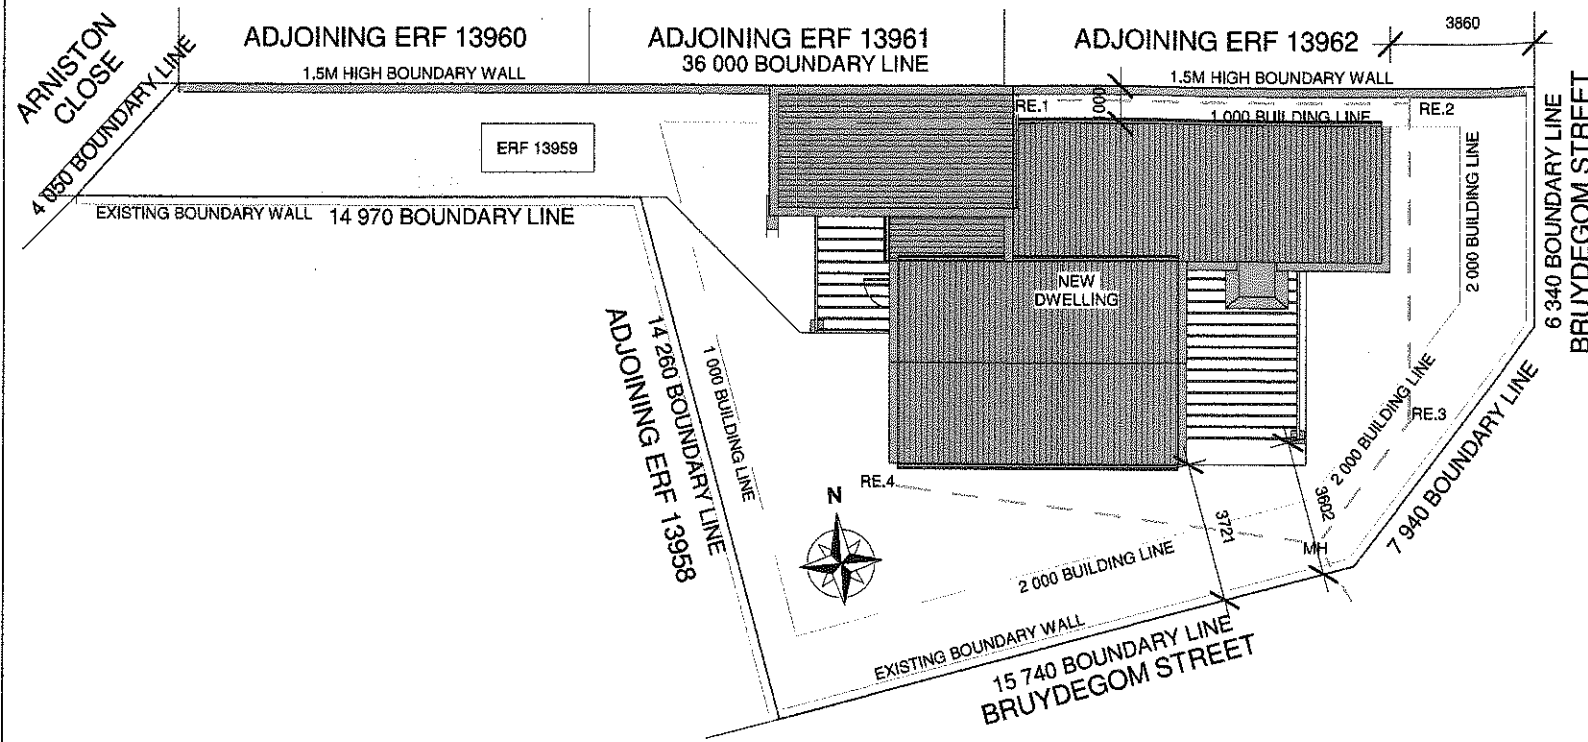 ARNISTON
CLOSE
4 050 BOUNDARY LINE
ADJOINING ERF 13960
1.5M HIGH BOUNDARY WALL
ADJOINING ERF 13961
36 000 BOUNDARY LINE
ADJOINING ERF 13962
1.5M HIGH BOUNDARY WALL
3860
RE.1
1000
1 000 BUILDING LINE
RE.2
ERF 13959
EXISTING BOUNDARY WALL
14 970 BOUNDARY LINE
2 000 BUILDING LINE
6 340 BOUNDARY LINE
BRUYDEGOM STREET
NEW
DWELLING
14 260 BOUNDARY LINE
ADJOINING ERF 13958
1 000 BUILDING LINE
2 000 BUILDING LINE
RE.3
7 940 BOUNDARY LINE
RE.4
N
3721
3602
MH
2 000 BUILDING LINE
EXISTING BOUNDARY WALL
15 740 BOUNDARY LINE
BRUYDEGOM STREET